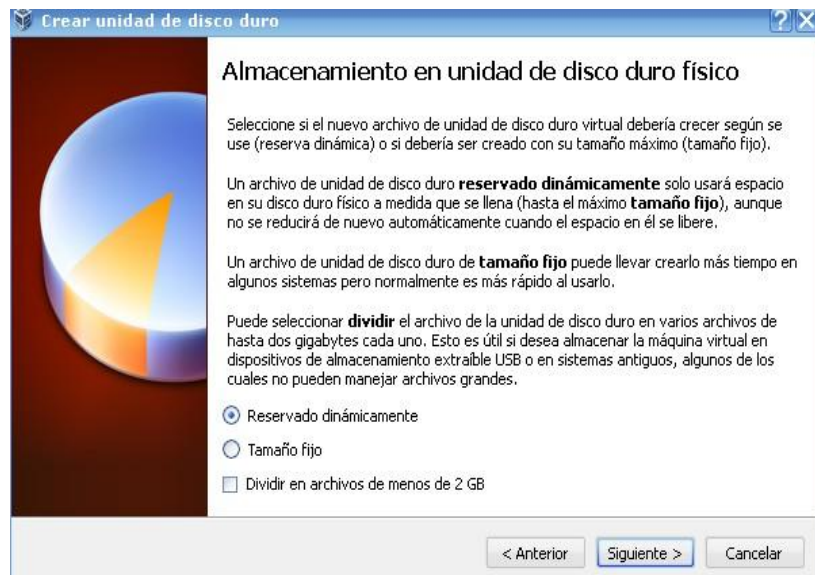 Crear unidad de disco duro
Almacenamiento en unidad de disco duro físico
Seleccione si el nuevo archivo de unidad de disco duro virtual debería crecer según se
use (reserva dinámica) o si debería ser creado con su tamaño máximo (tamaño fijo).
Un archivo de unidad de disco duro reservado dinámicamente solo usará espacio
en su disco duro físico a medida que se llena (hasta el máximo tamaño fijo), aunque
no se reducirá de nuevo automáticamente cuando el espacio en él se libere.
Un archivo de unidad de disco duro de tamaño fijo puede llevar crearlo más tiempo en
algunos sistemas pero normalmente es más rápido al usarlo.
Puede seleccionar dividir el archivo de la unidad de disco duro en varios archivos de
hasta dos gigabytes cada uno. Esto es útil si desea almacenar la máquina virtual en
dispositivos de almacenamiento extraíble USB o en sistemas antiguos, algunos de los
cuales no pueden manejar archivos grandes.
Reservado dinámicamente
Tamaño fijo
Dividir en archivos de menos de 2 GB
< Anterior Siguiente > Cancelar